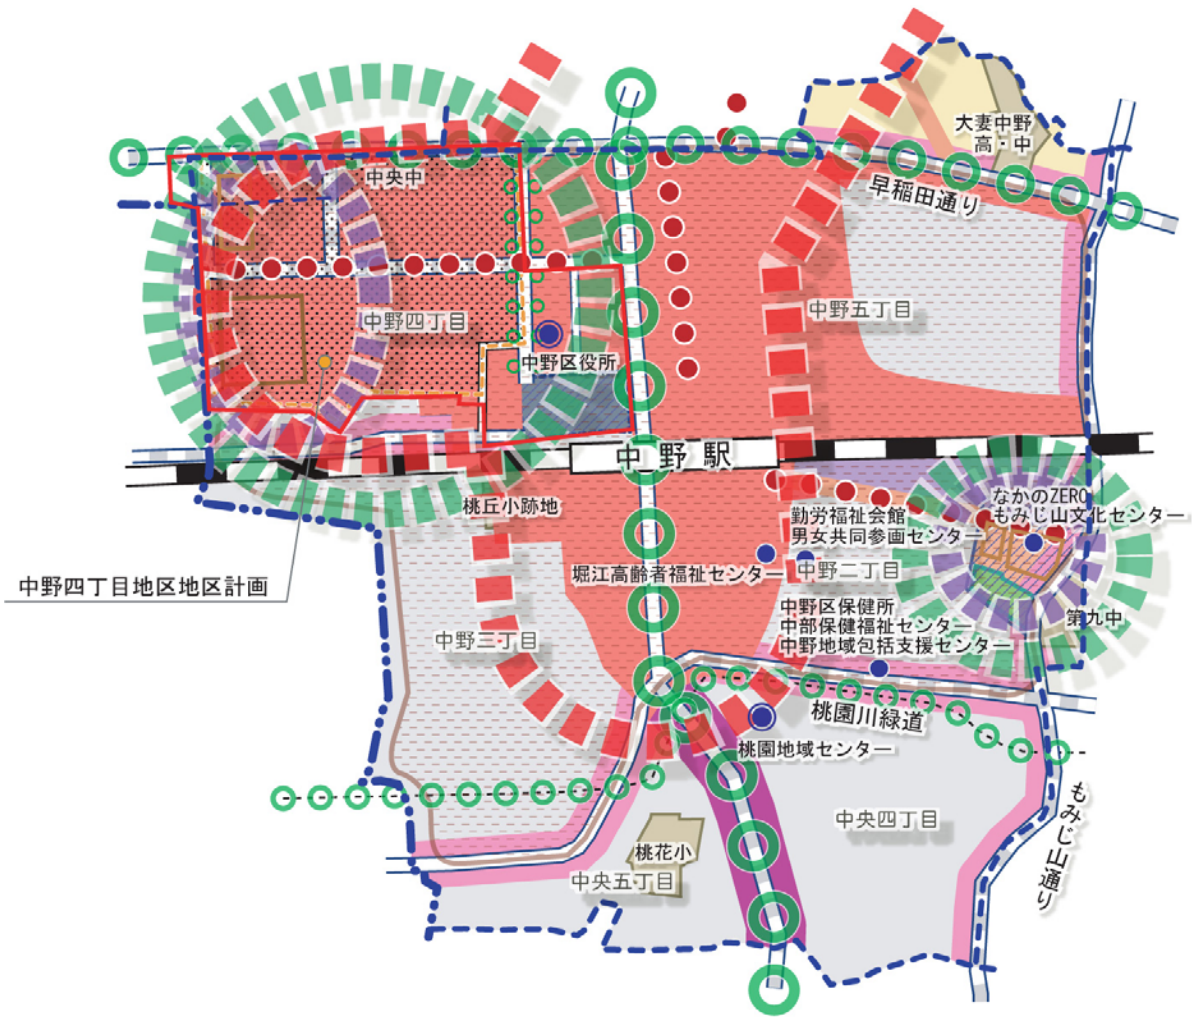 大妻中野
高・中
早稲田通り
中央中
中野五丁目
中野四丁目
中野区役所
中野駅
桃丘小跡地
なかのZERO
もみじ山文化センター
勤労福祉会館
男女共同参画センター
中野二丁目
堀江高齢者福祉センター
中野四丁目地区地区計画
中野区保健所
中部保健福祉センター
中野地域包括支援センター
第九中
中野三丁目
桃園川緑道
桃園地域センター
もみじ山通り
中央四丁目
桃花小
中央五丁目